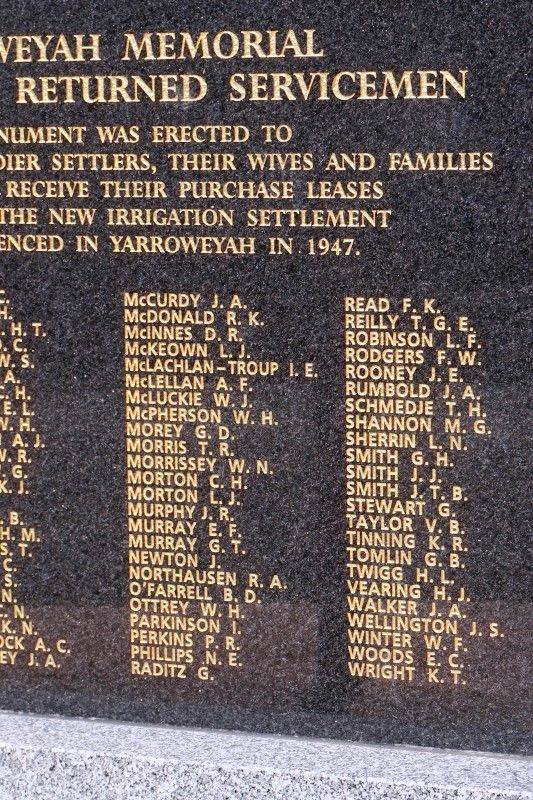 WEYAH MEMORIAL
RETURNED SERVICEMEN
NUMENT WAS ERECTED TO
DIER SETTLERS, THEIR WIVES AND FAMILIES
RECEIVE THEIR PURCHASE LEASES
THE NEW IRRIGATION SETTLEMENT
ENCED IN YARROWEYAH IN 1947.
C.
H.
H. T.
C.
W. S.
A.
C. H.
E. L.
W. H.
A. J.
W. R.
G.
K. J.
B.
H. M.
S. T.
C.
S.
N.
F. N.
K. N.
OCK A. C.
EY J. A.
McCURDY J. A.
McDONALD R. K.
McINNES D. R.
McKEOWN L. J.
McLACHLAN-TROUP I. E.
McLELLAN A. F.
McLUCKIE W. J.
McPHERSON W. H.
MOREY G. D.
MORRIS T. R.
MORRISSEY W. N.
MORTON C. H.
MORTON L. J.
MURPHY J. R.
MURRAY E. F.
MURRAY G. T.
NEWTON J.
NORTHAUSEN R. A.
O'FARRELL B. D.
OTTREY W. H.
PARKINSON I.
PERKINS P. R.
PHILLIPS N. E.
RADITZ G.
READ F. K.
REILLY T. G. E.
ROBINSON L. F.
RODGERS F. W.
ROONEY J. E.
RUMBOLD J. A.
SCHMEDJE T. H.
SHANNON M. G.
SHERRIN L. N.
SMITH G. H.
SMITH J. J.
SMITH J. T. B.
STEWART G.
TAYLOR V. B.
TINNING K. R.
TOMLIN G. B.
TWIGG H. L.
VEARING H. J.
WALKER J. A.
WELLINGTON J. S.
WINTER W. F.
WOODS E. C.
WRIGHT K. T.